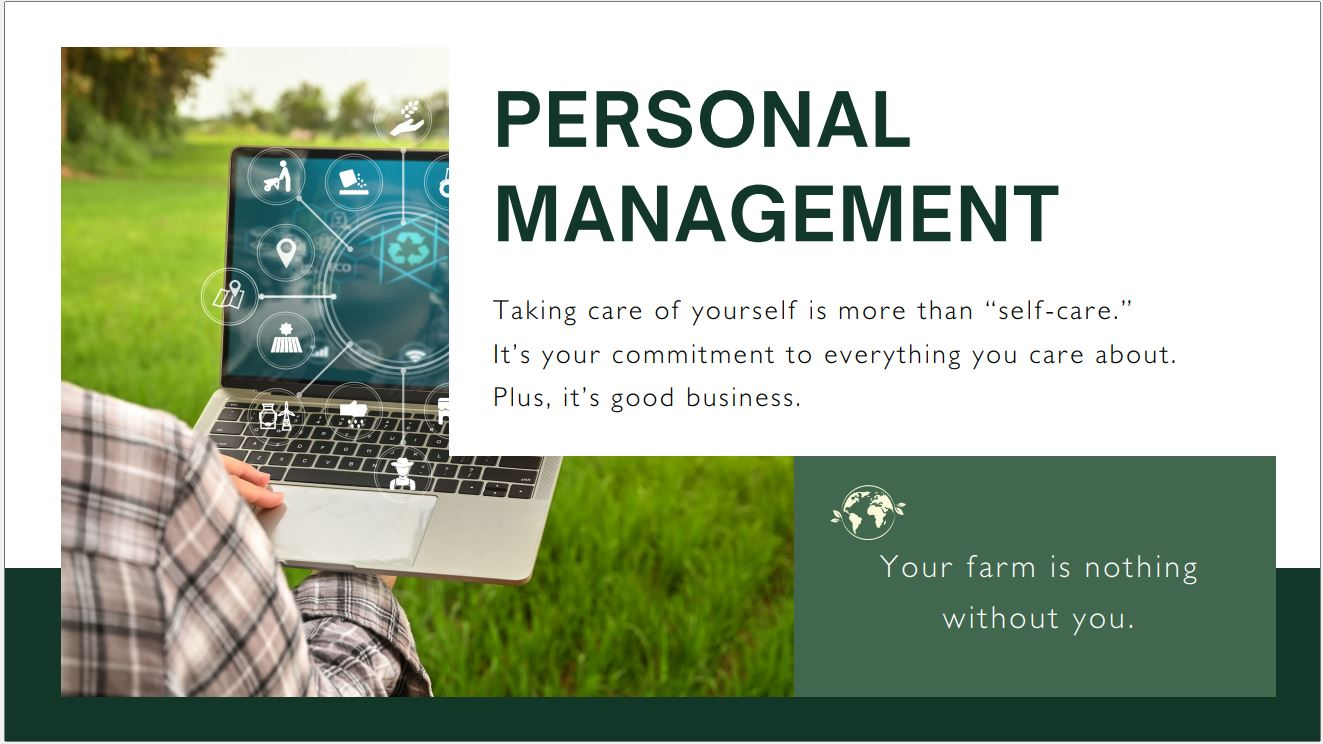 PERSONAL
MANAGEMENT
Taking care of yourself is more than “self-care.”
It’s your commitment to everything you care about.
Plus, it’s good business.
ECO
Your farm is nothing
without you.